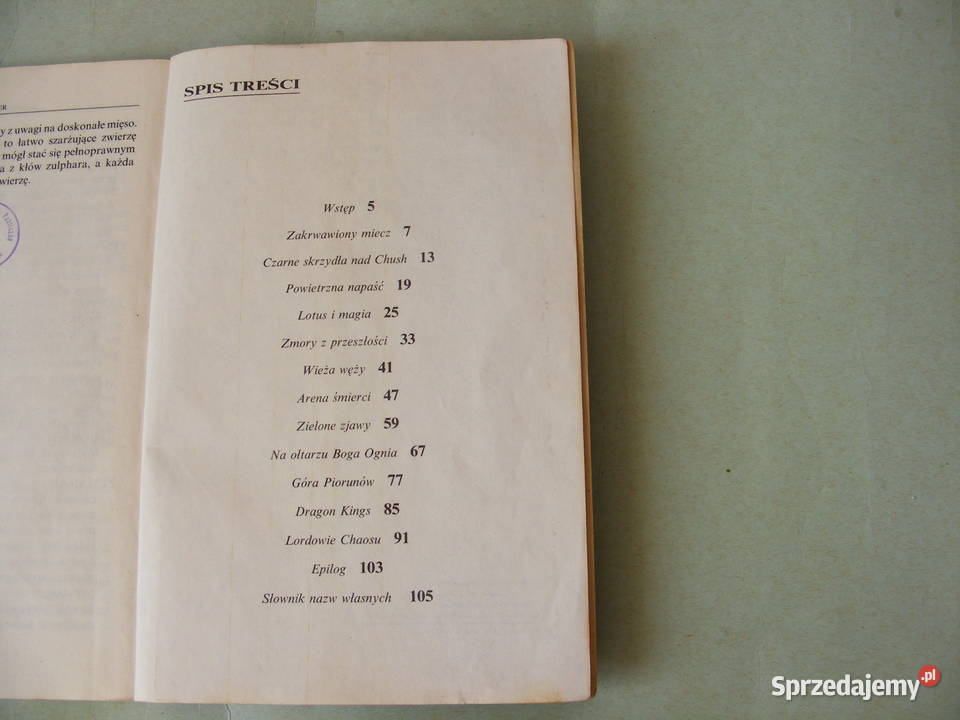 ER
y z uwagi na doskonałe mięso.
to łatwo szarżujące zwierzę
mógł stać się pełnoprawnym
a z kłów zulphara, a każda
wierzę.
SPIS TREŚCI
Wstęp 5
Zakrwawiony miecz 7
Czarne skrzydła nad Chush 13
Powietrzna napaść 19
Lotus i magia 25
Zmory z przeszłości 33
Wieża węży 41
Arena śmierci 47
Zielone zjawy 59
Na ołtarzu Boga Ognia 67
Góra Piorunów 77
Dragon Kings 85
Lordowie Chaosu 91
Epilog 103
Słownik nazw własnych 105
Sprzedajemy.pl